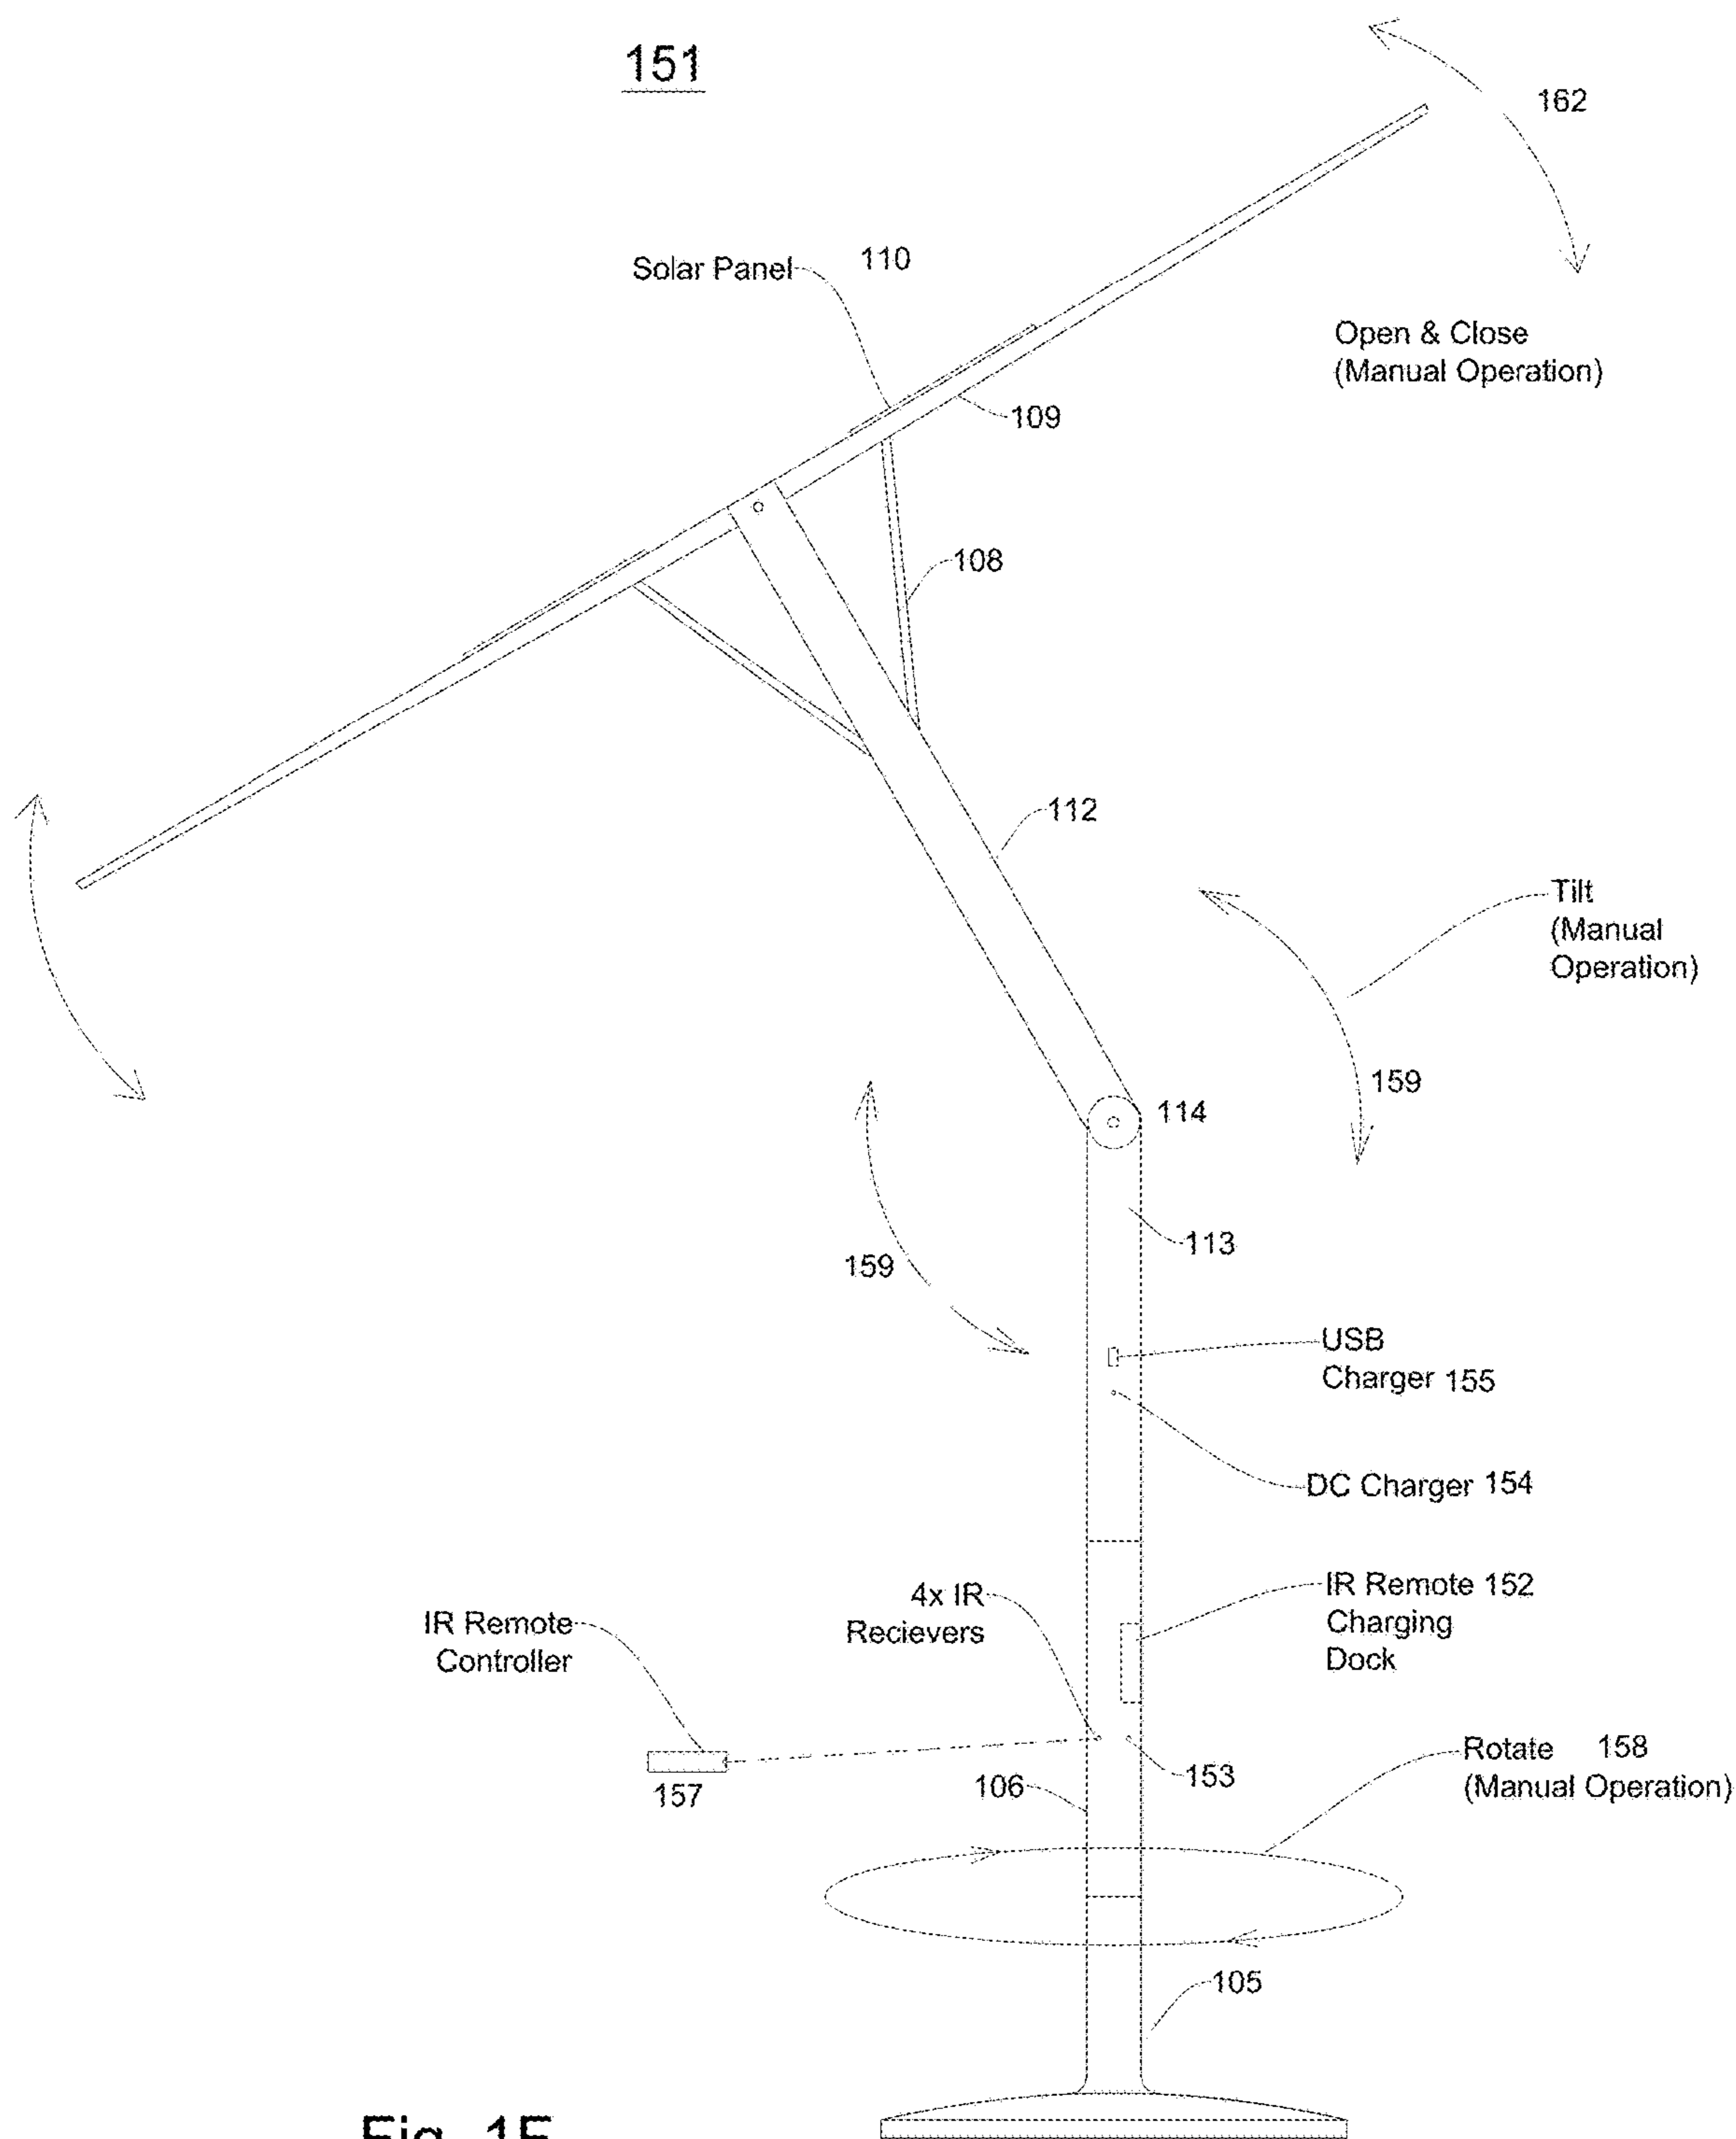 151
162
Solar Panel 110
Open & Close
(Manual Operation)
109
108
112
Tilt
(Manual
Operation)
159
114
113
159
USB
Charger 155
DC Charger 154
4x IR
Recievers
IR Remote 152
Charging
Dock
IR Remote
Controller
157
153
106
Rotate 158
(Manual Operation)
105